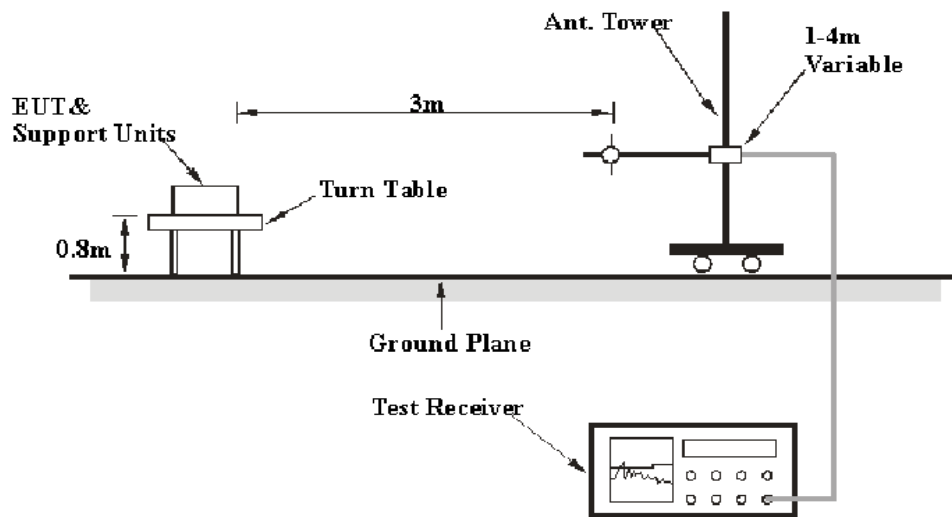 Ant. Tower
1-4m
Variable
3m
EUT&
Support Units
Turn Table
0.8m
Ground Plane
Test Receiver